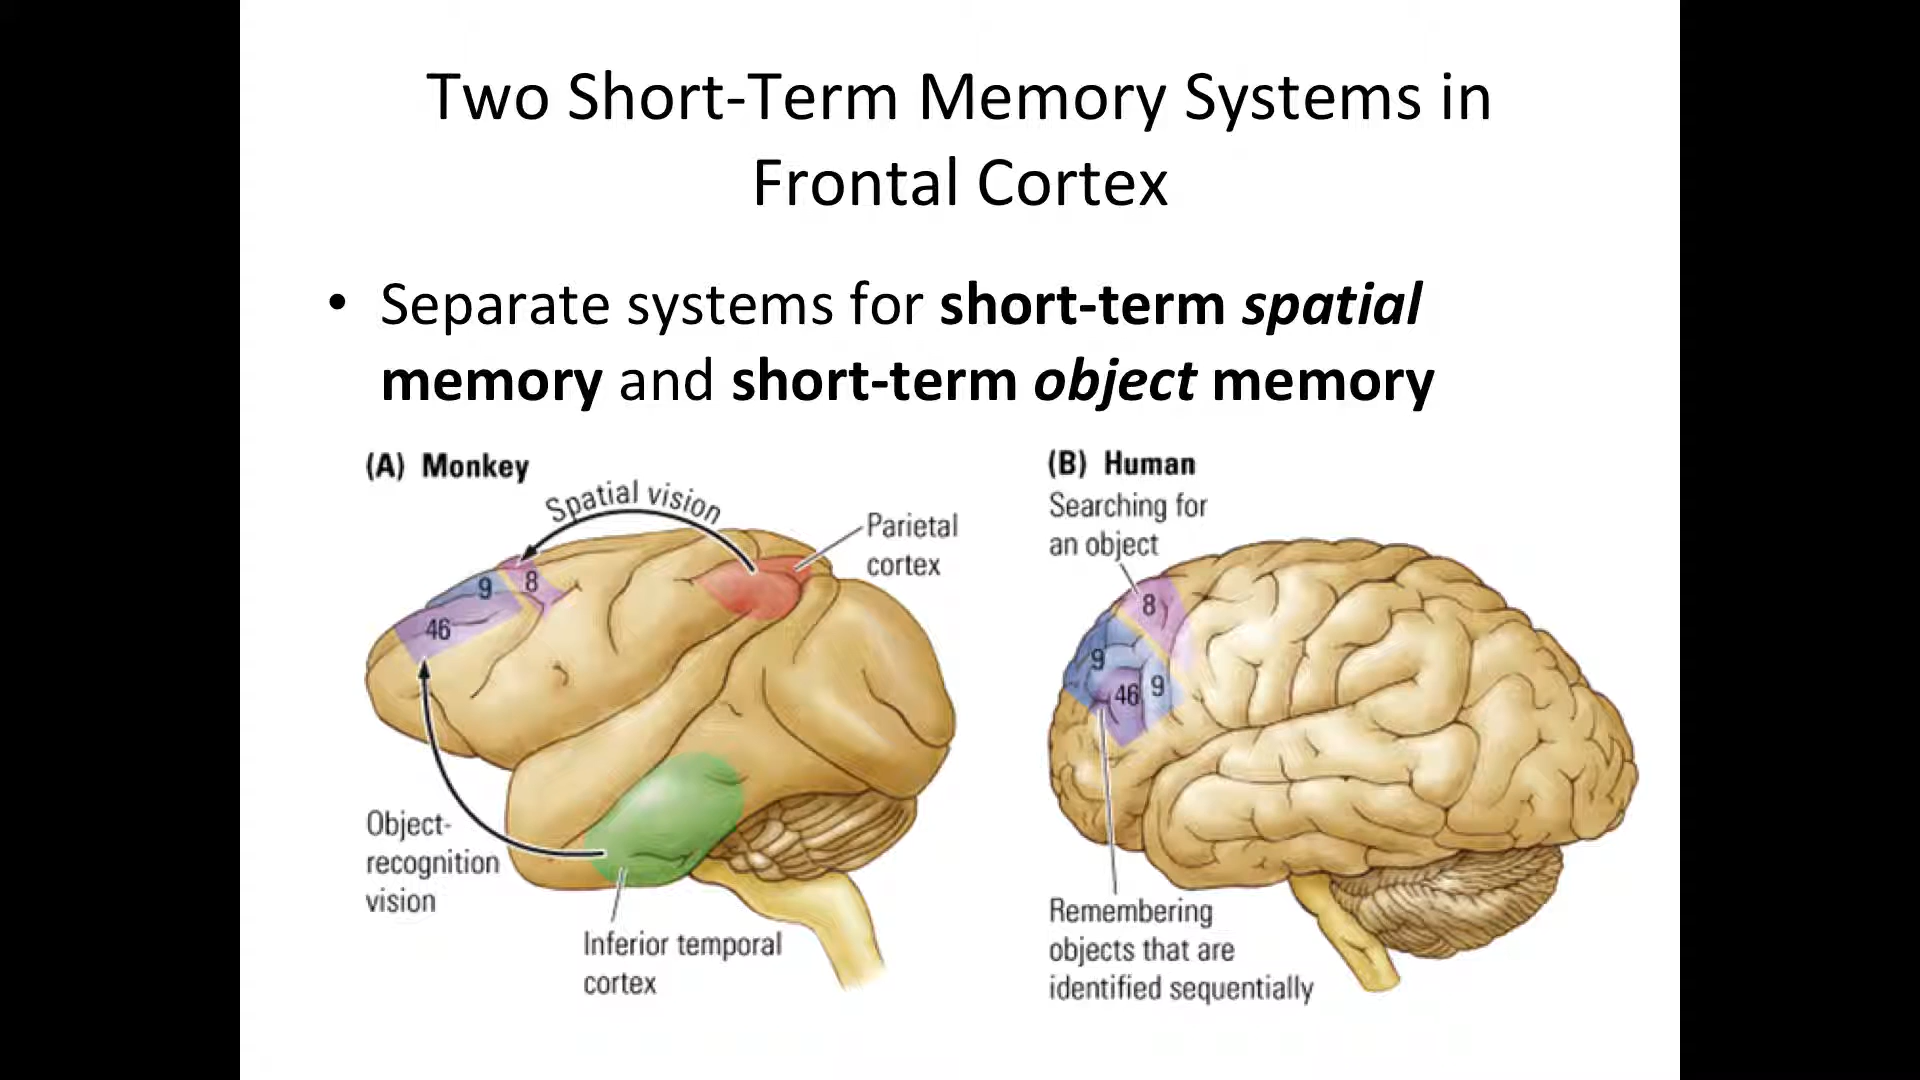 Two Short-Term Memory Systems in
Frontal Cortex
• Separate systems for short-term spatial
memory and short-term object memory
(A) Monkey
Spatial vision
Parietal
cortex
9
8
46
Object-
recognition
vision
Inferior temporal
cortex
(B) Human
Searching for
an object
8
9
46
9
Remembering
objects that are
identified sequentially